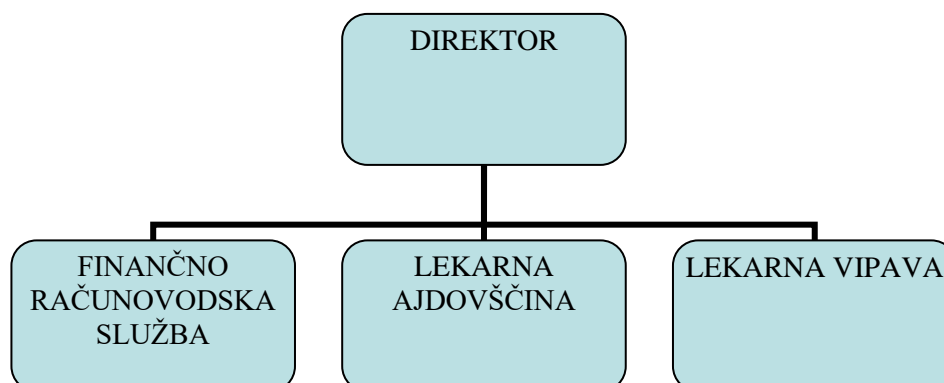 DIREKTOR
FINANČNO
RAČUNOVODSKA
SLUŽBA
LEKARNA
AJDOVŠČINA
LEKARNA VIPAVA